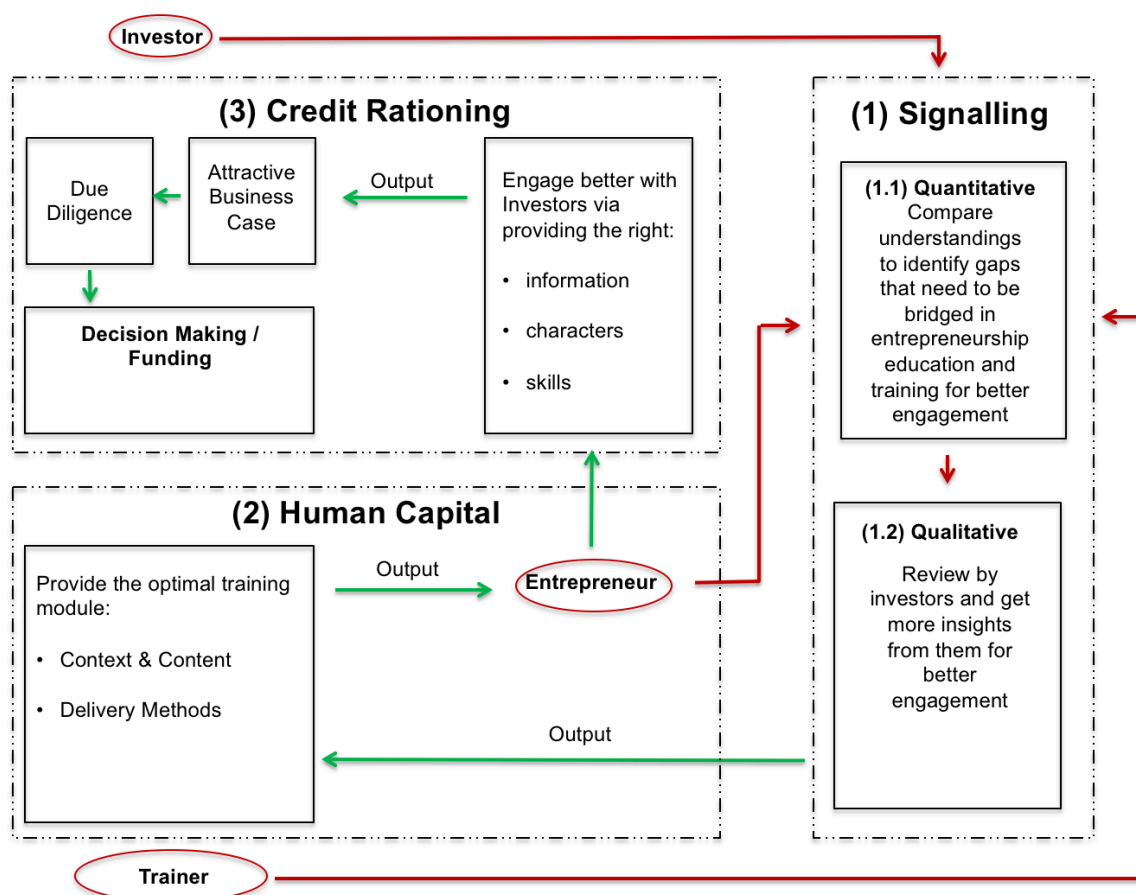 Investor
(3) Credit Rationing
Due
Diligence
Attractive
Business
Case
Output
Engage better with
Investors via
providing the right:
• information
• characters
• skills
Decision Making /
Funding
(1) Signalling
(1.1) Quantitative
Compare
understandings
to identify gaps
that need to be
bridged in
entrepreneurship
education and
training for better
engagement
(1.2) Qualitative
Review by
investors and get
more insights
from them for
better
engagement
(2) Human Capital
Provide the optimal training
module:
• Context & Content
• Delivery Methods
Output
Entrepreneur
Output
Trainer